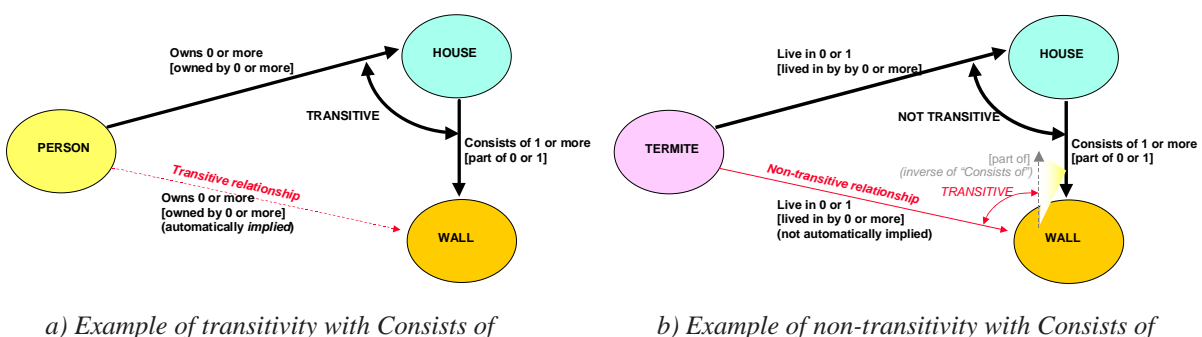 Owns 0 or more
[owned by 0 or more]
HOUSE
TRANSITIVE
PERSON
Consists of 1 or more
[part of 0 or 1]
Transitive relationship
Owns 0 or more
[owned by 0 or more]
(automatically implied)
WALL
a) Example of transitivity with Consists of
Live in 0 or 1
[lived in by by 0 or more]
HOUSE
NOT TRANSITIVE
TERMITE
Consists of 1 or more
[part of 0 or 1]
[part of]
(inverse of “Consists of”)
TRANSITIVE
Non-transitive relationship
Live in 0 or 1
[lived in by 0 or more]
(not automatically implied)
WALL
b) Example of non-transitivity with Consists of